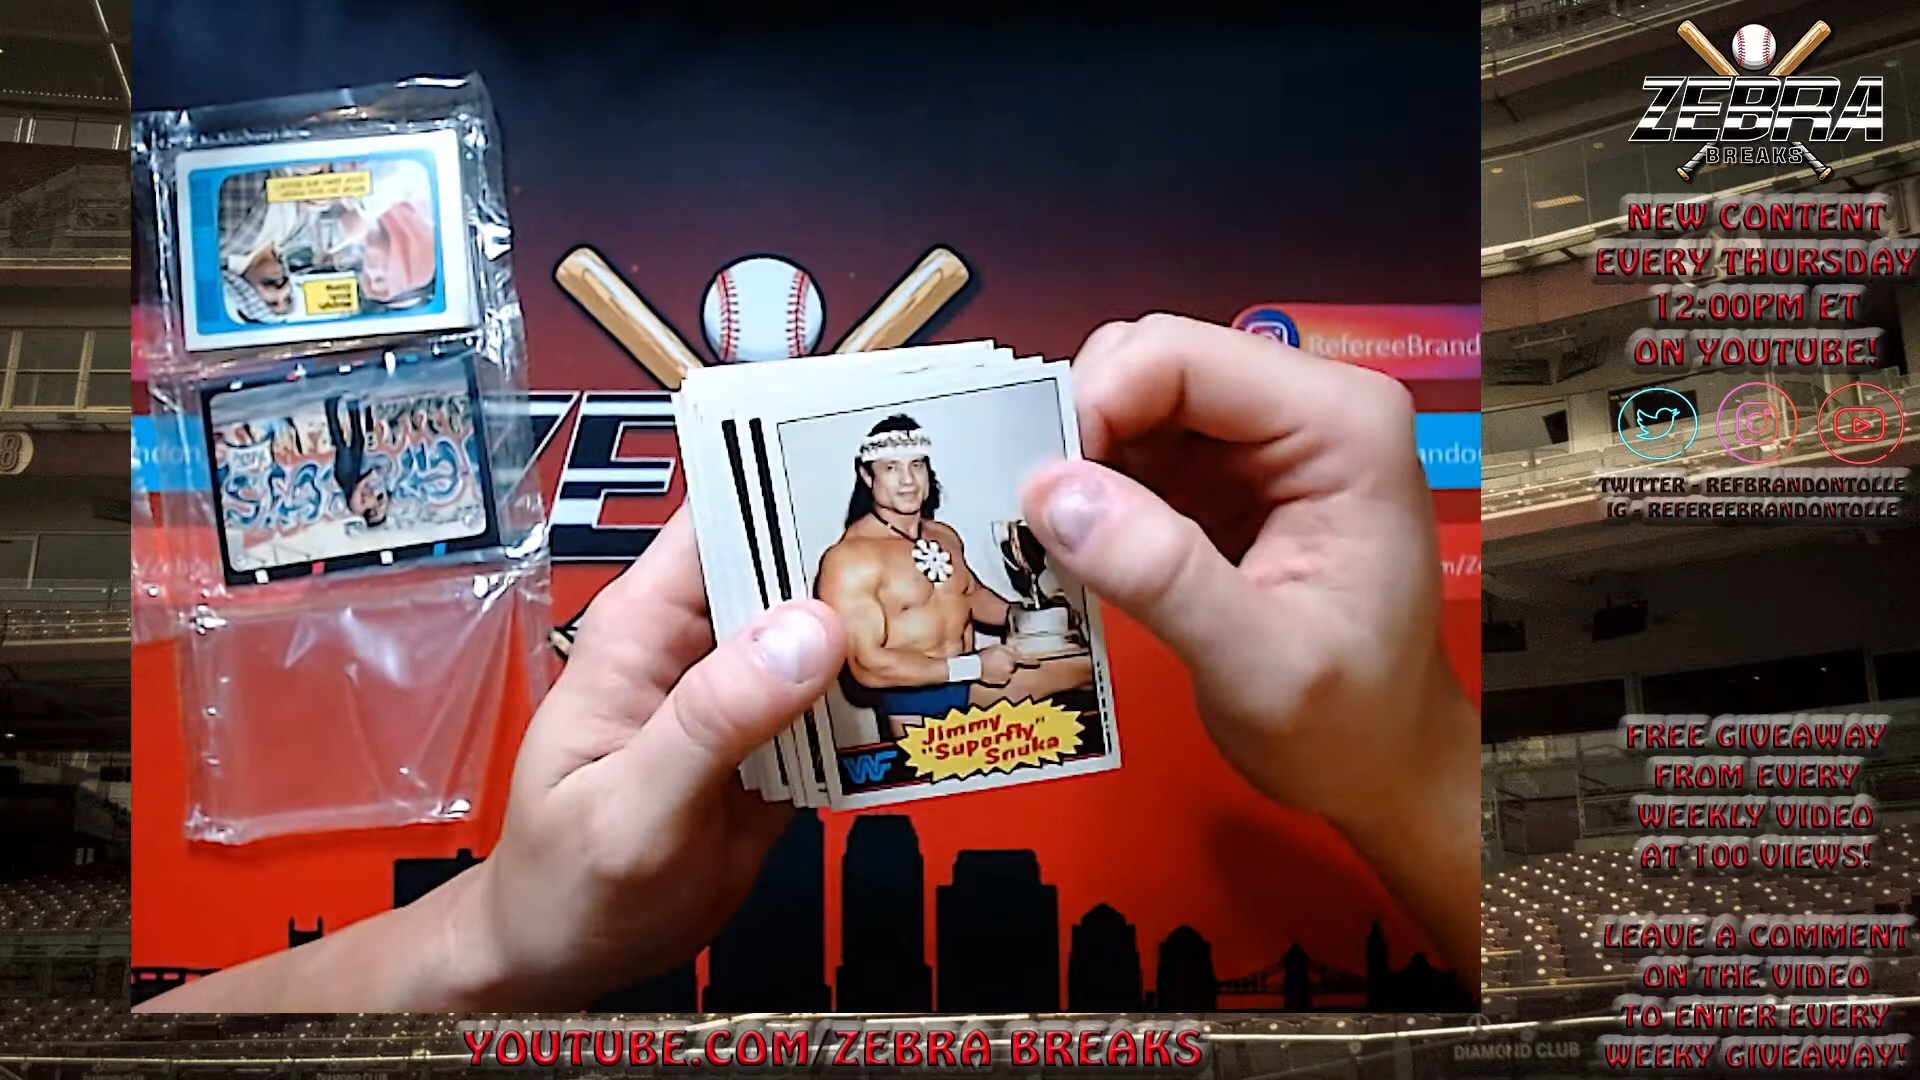 ZEBRA
BREAKS
NEW CONTENT
EVERY THURSDAY
12:00PM ET
ON YOUTUBE!
TWITTER - REFBRANDONTOLLE
IG - REFEREEBRANDONTOLLE
FREE GIVEAWAY
FROM EVERY
WEEKLY VIDEO
AT 100 VIEWS!
LEAVE A COMMENT
ON THE VIDEO
TO ENTER EVERY
WEEKY GIVEAWAY!
RefereeBrand
Jimmy
"Superfly"
Snuka
WF
YOUTUBE.COM/ZEBRA BREAKS
DIAMOND CLUB
8